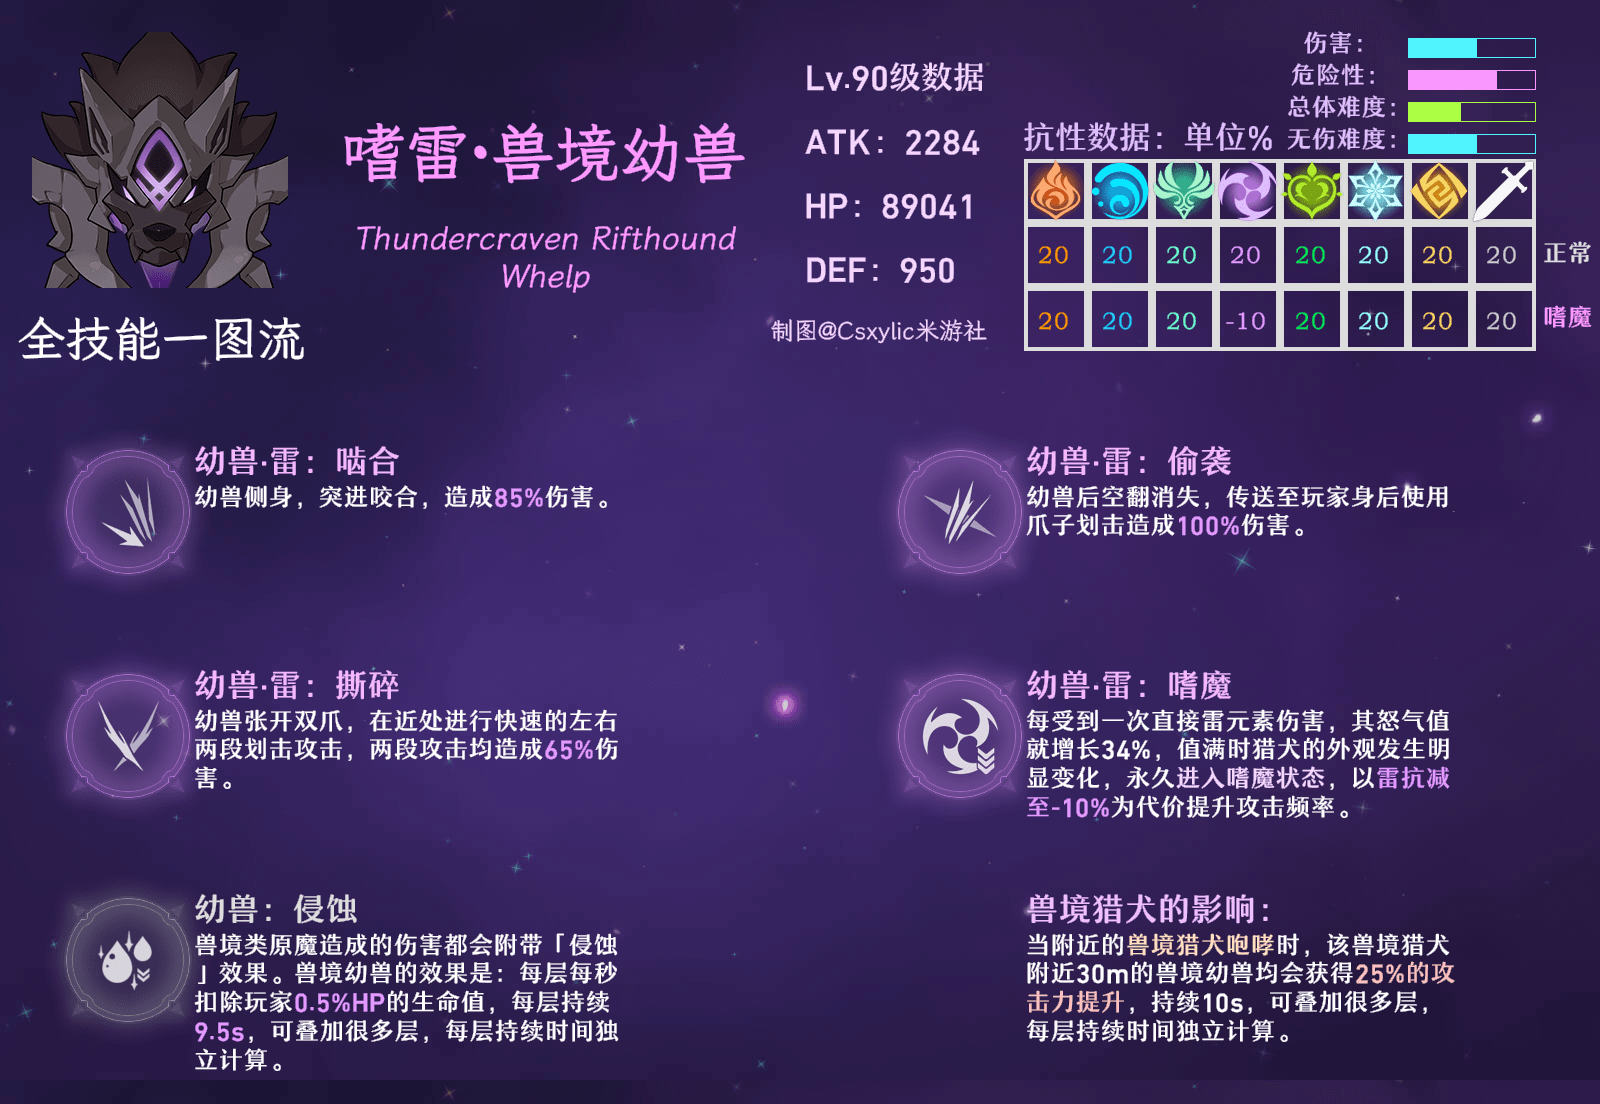 嗜雷·兽境幼兽
Thundercraven Rifthound
Whelp
全技能一图流
Lv.90级数据
ATK：2284
HP：89041
DEF：950
制图@Csxylic米游社
伤害：
危险性：
总体难度：
无伤难度：
抗性数据：单位%
20 20 20 20 20 20 20 20 正常
20 20 20 -10 20 20 20 20 嗜魔
幼兽·雷：啮合
幼兽侧身，突进咬合，造成85%伤害。
幼兽·雷：偷袭
幼兽后空翻消失，传送至玩家身后使用
爪子划击造成100%伤害。
幼兽·雷：撕碎
幼兽张开双爪，在近处进行快速的左右
两段划击攻击，两段攻击均造成65%伤
害。
幼兽·雷：嗜魔
每受到一次直接雷元素伤害，其怒气值
就增长34%，值满时猎犬的外观发生明
显变化，永久进入嗜魔状态，以雷抗减
至-10%为代价提升攻击频率。
幼兽：侵蚀
兽境类原魔造成的伤害都会附带「侵蚀
」效果。兽境幼兽的效果是：每层每秒
扣除玩家0.5%HP的生命值，每层持续
9.5s，可叠加很多层，每层持续时间独
立计算。
兽境猎犬的影响：
当附近的兽境猎犬咆哮时，该兽境猎犬
附近30m的兽境幼兽均会获得25%的攻
击力提升，持续10s，可叠加很多层，
每层持续时间独立计算。